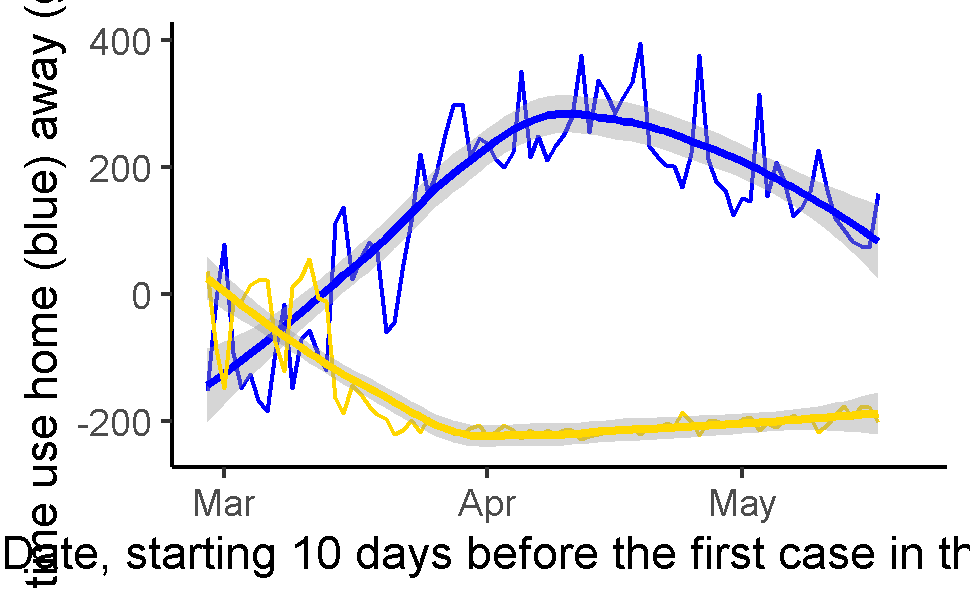 time use home (blue) away (
400
200
0
-200
Mar Apr May
Date, starting 10 days before the first case in th